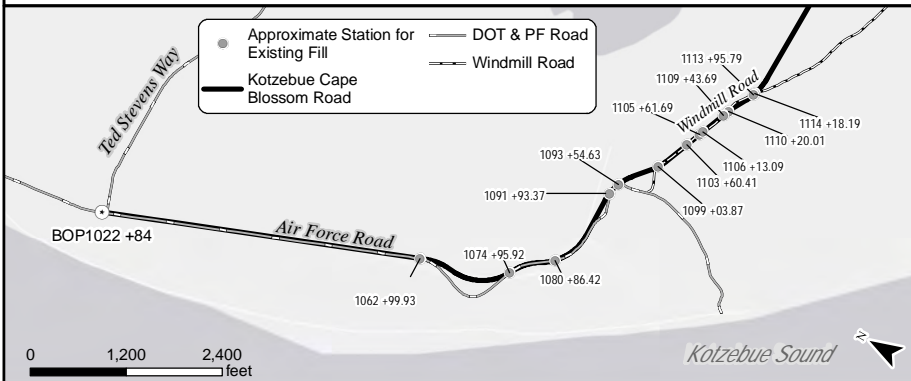 Approximate Station for
Existing Fill
Kotzebue Cape
Blossom Road
DOT & PF Road
Windmill Road
Ted Stevens Way
1113 +95.79
1109 +43.69
Windmill Road
1105 +61.69
1114 +18.19
1110 +20.01
1106 +13.09
1093 +54.63
1103 +60.41
1091 +93.37
1099 +03.87
BOP1022 +84
Air Force Road
1074 +95.92
1080 +86.42
1062 +99.93
0 1,200 2,400
feet
Kotzebue Sound
N